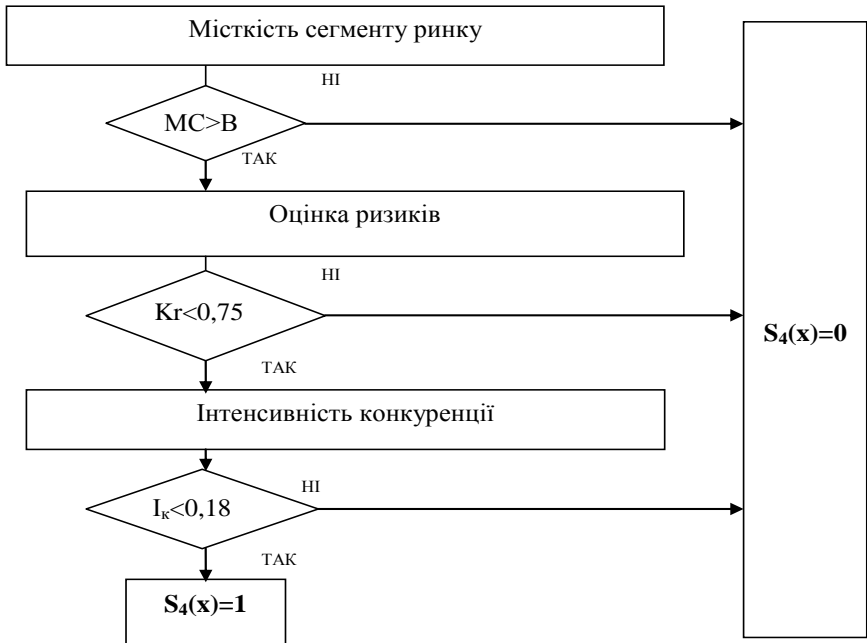 Місткість сегменту ринку
НІ
МС>В
ТАК
Оцінка ризиків
НІ
Kr<0,75
ТАК
S₄(x)=0
Інтенсивність конкуренції
НІ
Iк<0,18
ТАК
S₄(x)=1